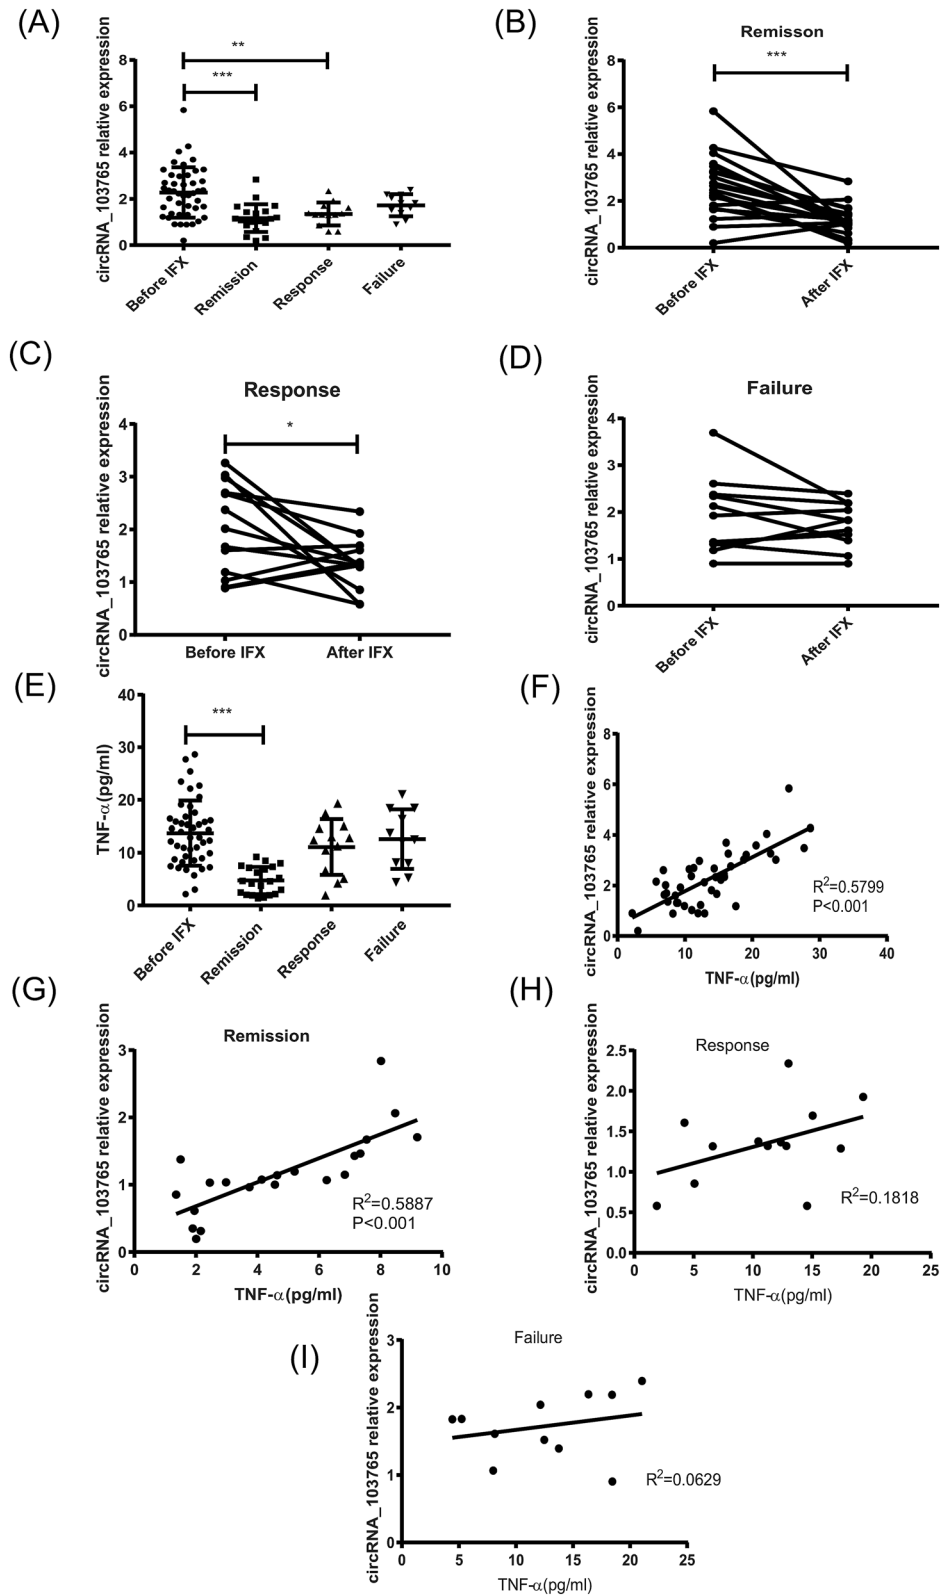 (A)
circRNA_103765 relative expression
8
6
4
2
0
**
***
Before IFX
Remission
Response
Failure
(B)
Remisson
circRNA_103765 relative expression
8
6
4
2
0
***
Before IFX
After IFX
(C)
Response
circRNA_103765 relative expression
4
3
2
1
0
*
Before IFX
After IFX
(D)
Failure
circRNA_103765 relative expression
4
3
2
1
0
Before IFX
After IFX
(E)
TNF-α(pg/ml)
40
30
20
10
0
***
Before IFX
Remission
Response
Failure
(F)
circRNA_103765 relative expression
8
6
4
2
0
R²=0.5799
P<0.001
0 10 20 30 40
TNF-α(pg/ml)
(G)
Remission
circRNA_103765 relative expression
3
2
1
0
R²=0.5887
P<0.001
0 2 4 6 8 10
TNF-α(pg/ml)
(H)
Response
circRNA_103765 relative expression
2.5
2.0
1.5
1.0
0.5
0.0
R²=0.1818
0 5 10 15 20 25
TNF-α(pg/ml)
(I)
Failure
circRNA_103765 relative expression
3
2
1
0
R²=0.0629
0 5 10 15 20 25
TNF-α(pg/ml)